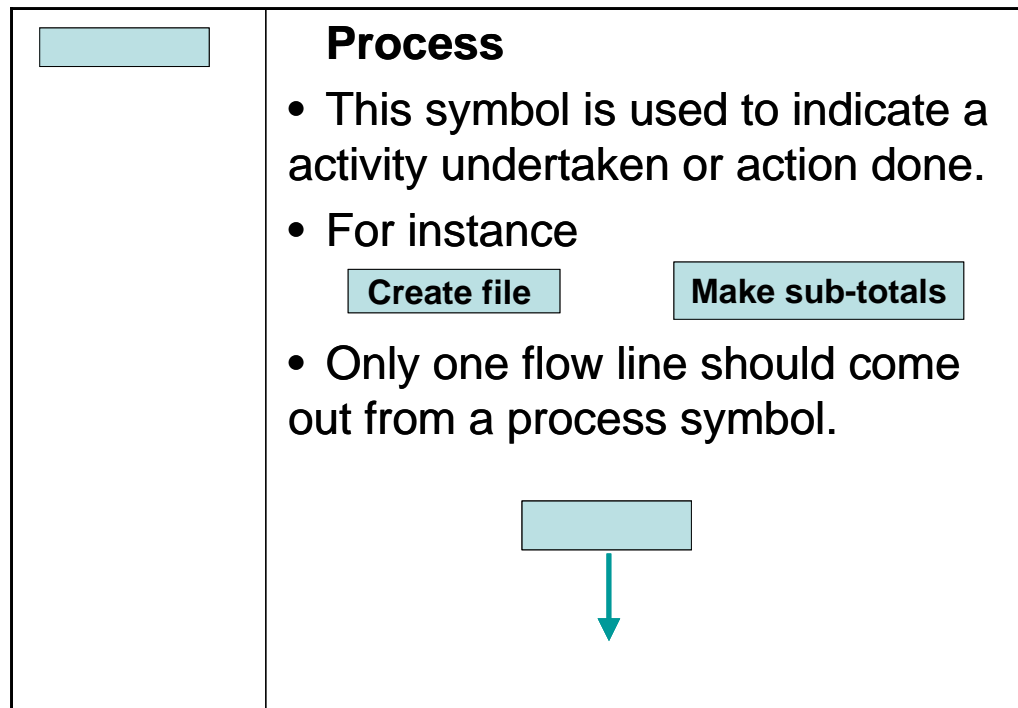 Process
• This symbol is used to indicate a
activity undertaken or action done.
• For instance
Create file Make sub-totals
• Only one flow line should come
out from a process symbol.